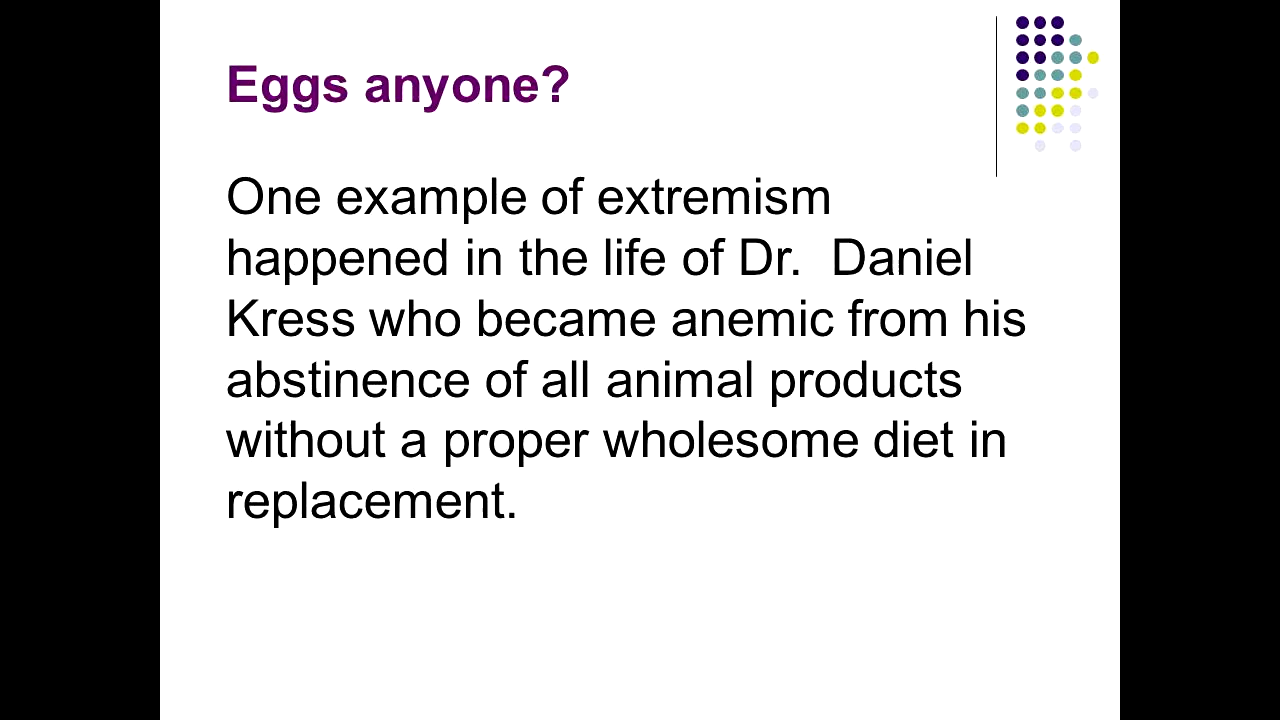 Eggs anyone?
One example of extremism
happened in the life of Dr.  Daniel
Kress who became anemic from his
abstinence of all animal products
without a proper wholesome diet in
replacement.